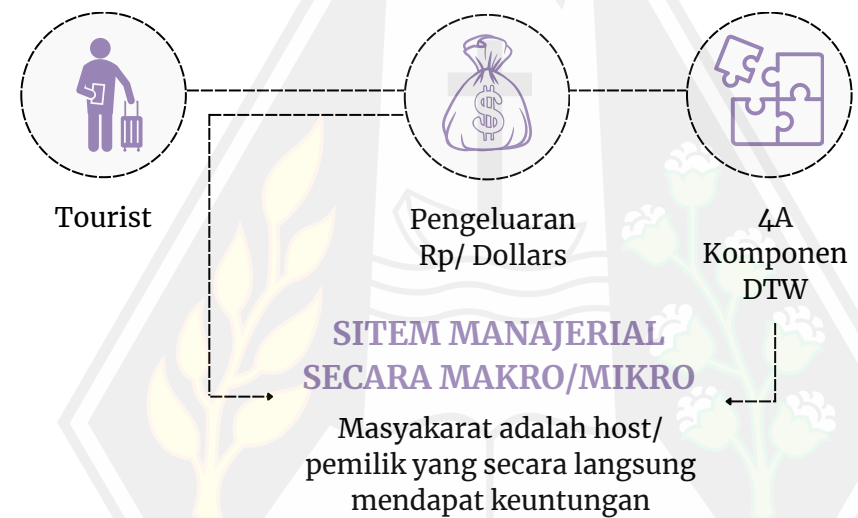 Tourist
Pengeluaran
Rp/ Dollars
4A
Komponen
DTW
SITEM MANAJERIAL
SECARA MAKRO/MIKRO
Masyakarat adalah host/
pemilik yang secara langsung
mendapat keuntungan